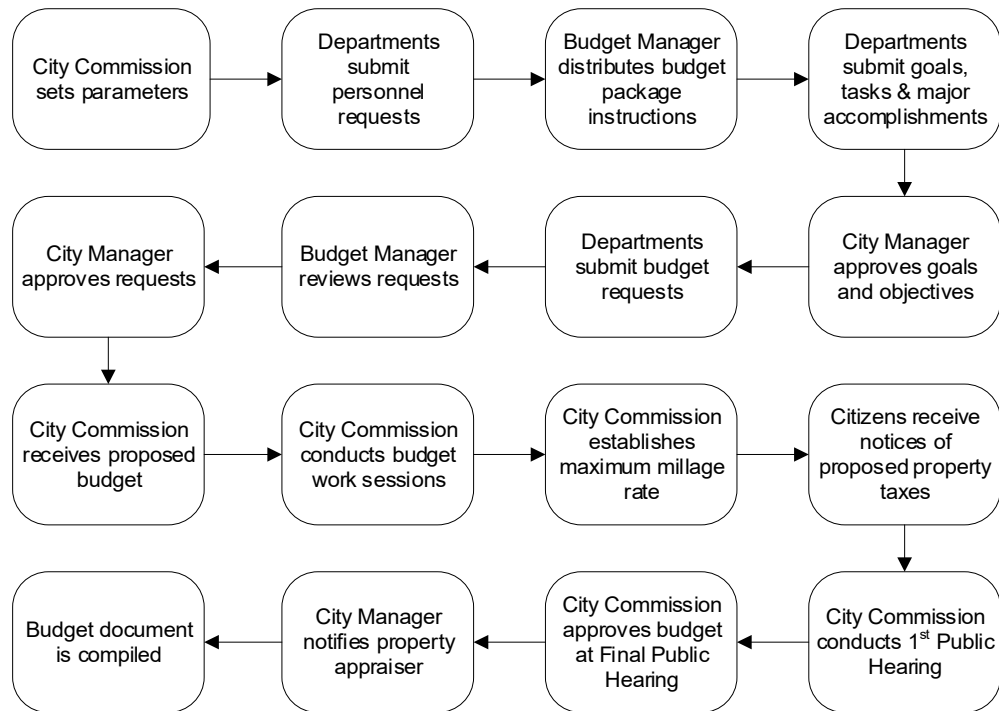 City Commission
sets parameters
Departments
submit
personnel
requests
Budget Manager
distributes budget
package
instructions
Departments
submit goals,
tasks & major
accomplishments
City Manager
approves goals
and objectives
Departments
submit budget
requests
Budget Manager
reviews requests
City Manager
approves requests
City Commission
receives proposed
budget
City Commission
conducts budget
work sessions
City Commission
establishes
maximum millage
rate
Citizens receive
notices of
proposed property
taxes
City Commission
conducts 1st Public
Hearing
City Commission
approves budget
at Final Public
Hearing
City Manager
notifies property
appraiser
Budget document
is compiled